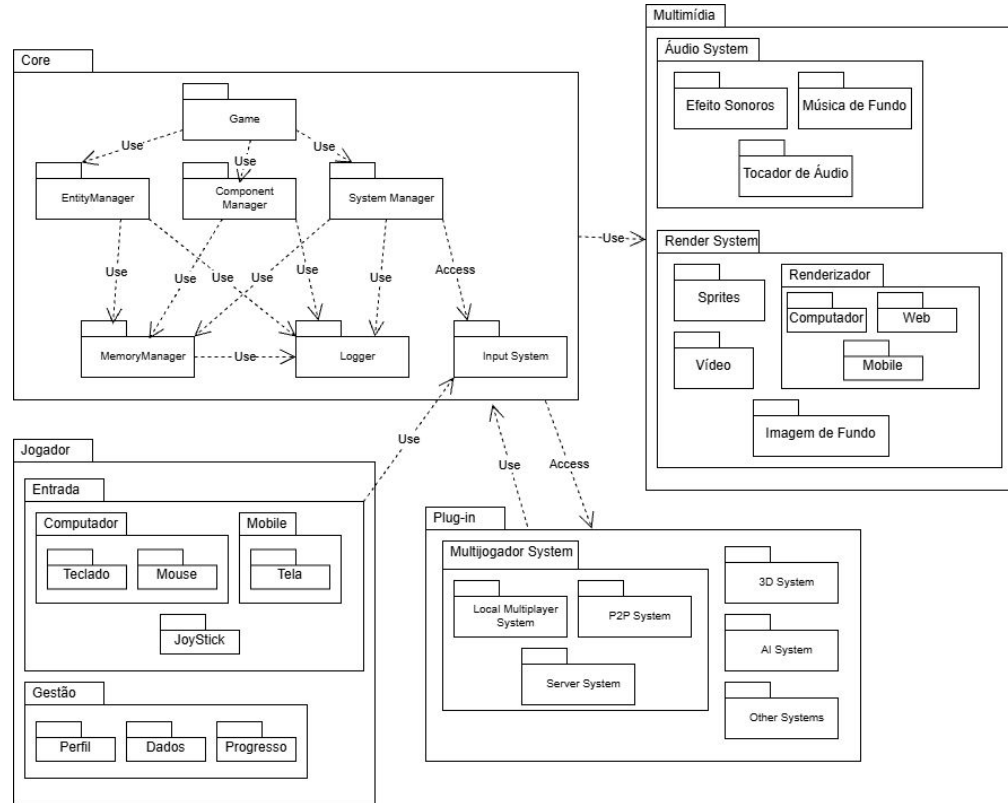 Core
Game
Use
Use
Use
EntityManager
Component
Manager
System Manager
Use
Use
Use
Use
Use
Use
Access
MemoryManager
Use
Logger
Input System
Use
Multimídia
Áudio System
Efeito Sonoros
Música de Fundo
Tocador de Áudio
Render System
Sprites
Renderizador
Computador
Web
Mobile
Vídeo
Imagem de Fundo
Use
Use
Access
Jogador
Entrada
Computador
Teclado
Mouse
Mobile
Tela
JoyStick
Gestão
Perfil
Dados
Progresso
Plug-in
Multijogador System
Local Multiplayer
System
P2P System
Server System
3D System
AI System
Other Systems